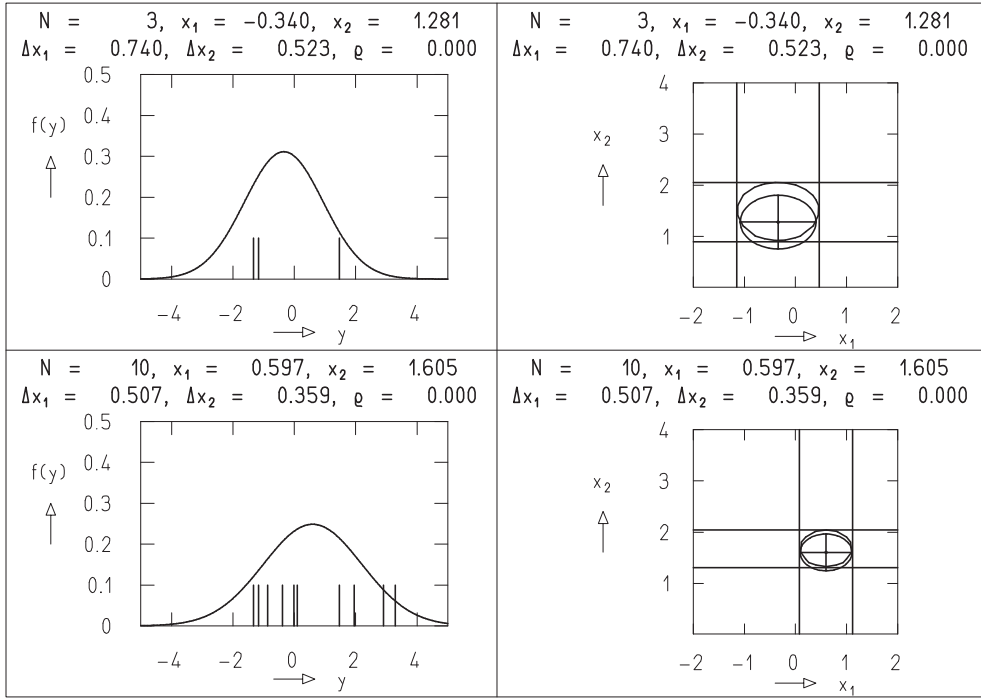 N = 3, x₁ = −0.340, x₂ = 1.281
Δx₁ = 0.740, Δx₂ = 0.523, ϱ = 0.000
0.5
0.4
f(y)
0.3
0.2
0.1
0
−4 −2 0 2 4
y
N = 3, x₁ = −0.340, x₂ = 1.281
Δx₁ = 0.740, Δx₂ = 0.523, ϱ = 0.000
4
x₂
3
2
1
−2 −1 0 1 2
x₁
N = 10, x₁ = 0.597, x₂ = 1.605
Δx₁ = 0.507, Δx₂ = 0.359, ϱ = 0.000
0.5
0.4
f(y)
0.3
0.2
0.1
0
−4 −2 0 2 4
y
N = 10, x₁ = 0.597, x₂ = 1.605
Δx₁ = 0.507, Δx₂ = 0.359, ϱ = 0.000
4
x₂
3
2
1
−2 −1 0 1 2
x₁